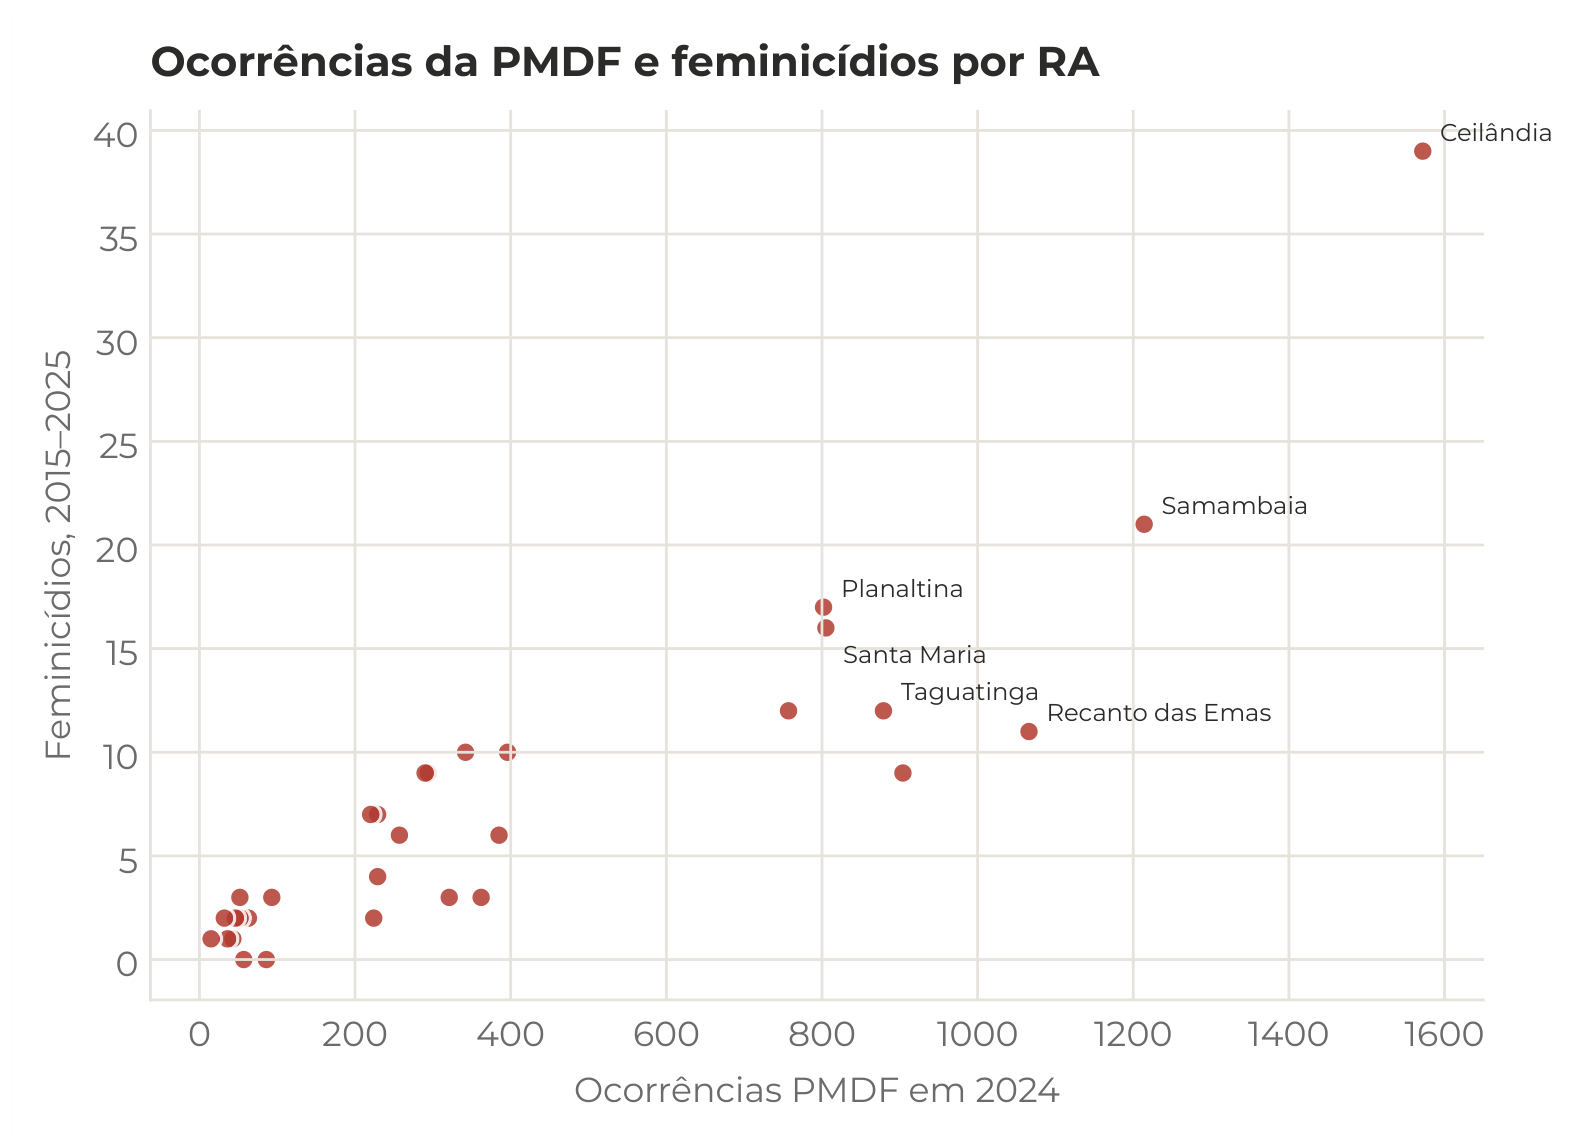 Ocorrências da PMDF e feminicídios por RA
40
35
30
25
20
15
10
5
0
Feminicídios, 2015–2025
Ceilândia
Samambaia
Planaltina
Santa Maria
Taguatinga
Recanto das Emas
0 200 400 600 800 1000 1200 1400 1600
Ocorrências PMDF em 2024